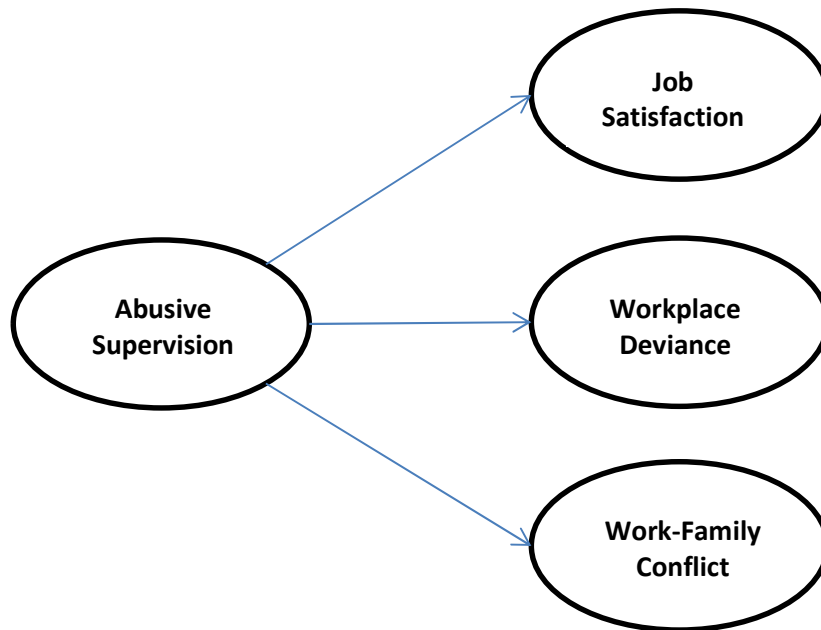 Job
Satisfaction
Abusive
Supervision
Workplace
Deviance
Work-Family
Conflict